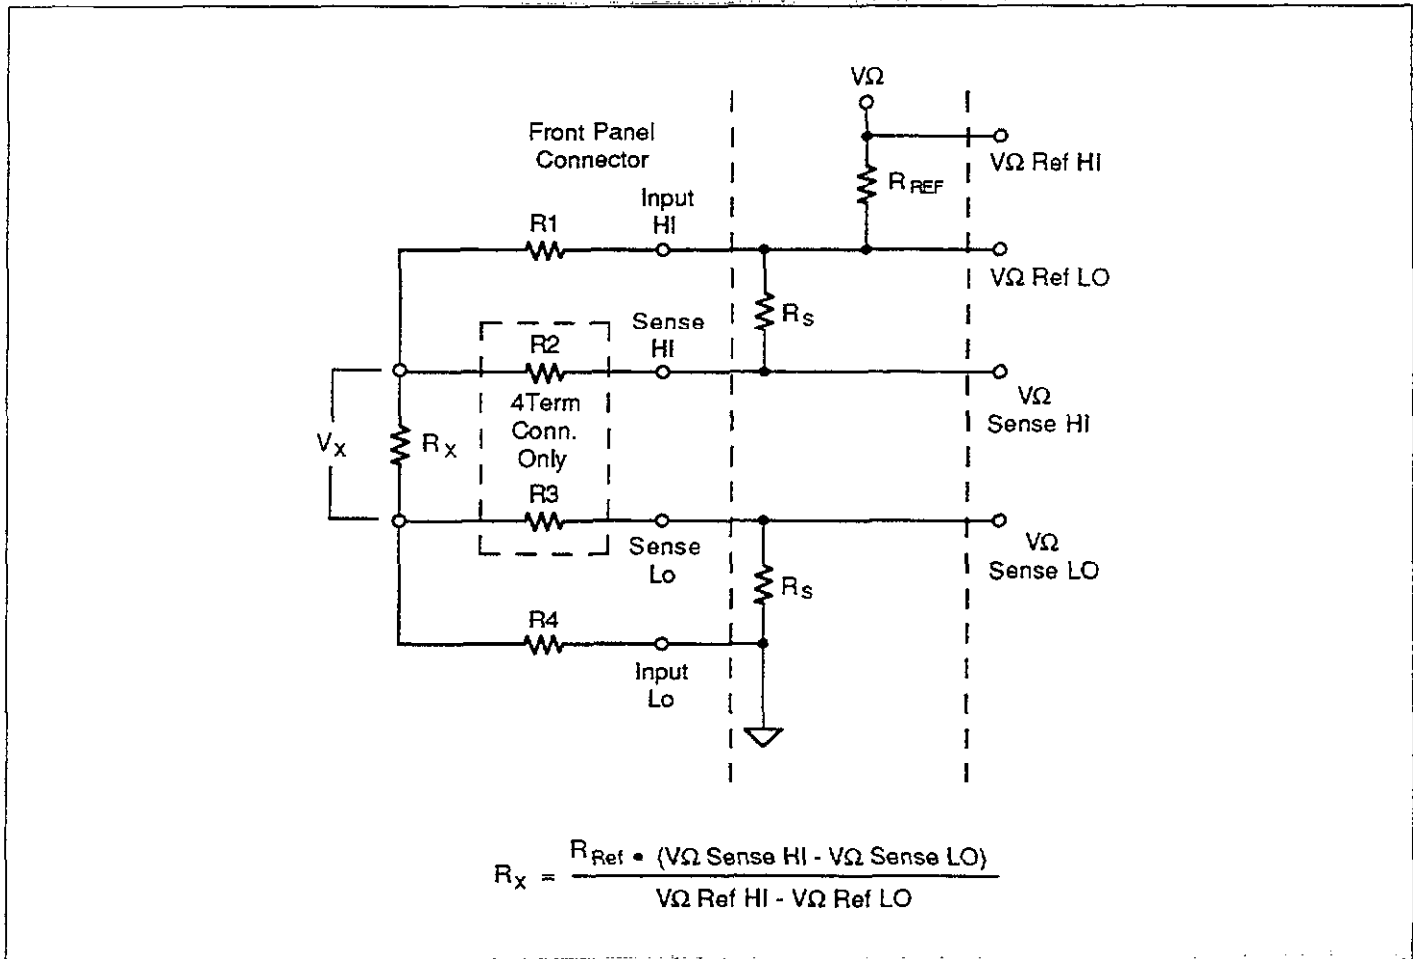 VΩ
Front Panel
Connector
VΩ Ref HI
R REF
Input
HI
R1
VΩ Ref LO
RS
Sense
HI
R2
4Term
Conn.
Only
VΩ
Sense HI
VX
RX
R3
Sense
Lo
VΩ
Sense LO
RS
R4
Input
Lo
RX = RRef • (VΩ Sense HI - VΩ Sense LO)
VΩ Ref HI - VΩ Ref LO